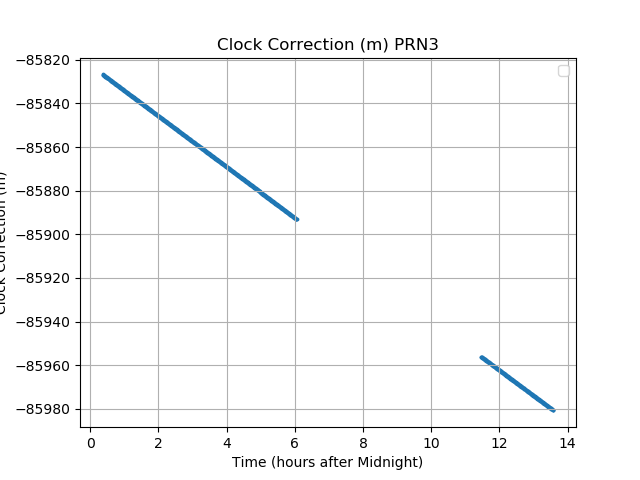 Clock Correction (m) PRN3
−85820
−85840
−85860
−85880
−85900
−85920
−85940
−85960
−85980
Clock Correction (m)
0 2 4 6 8 10 12 14
Time (hours after Midnight)